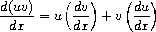 d(uv)/dx = u(dv/dx) + v(du/dx)